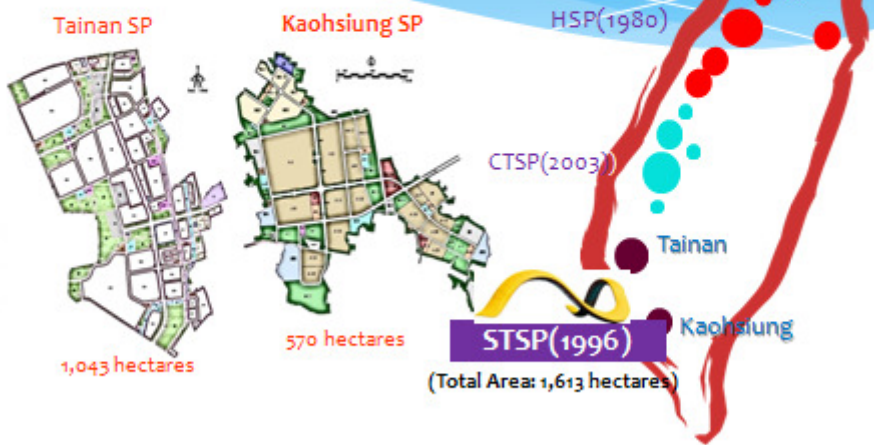 Tainan SP
Kaohsiung SP
HSP(1980)
CTSP(2003))
Tainan
Kaohsiung
STSP(1996)
570 hectares
1,043 hectares
(Total Area: 1,613 hectares)